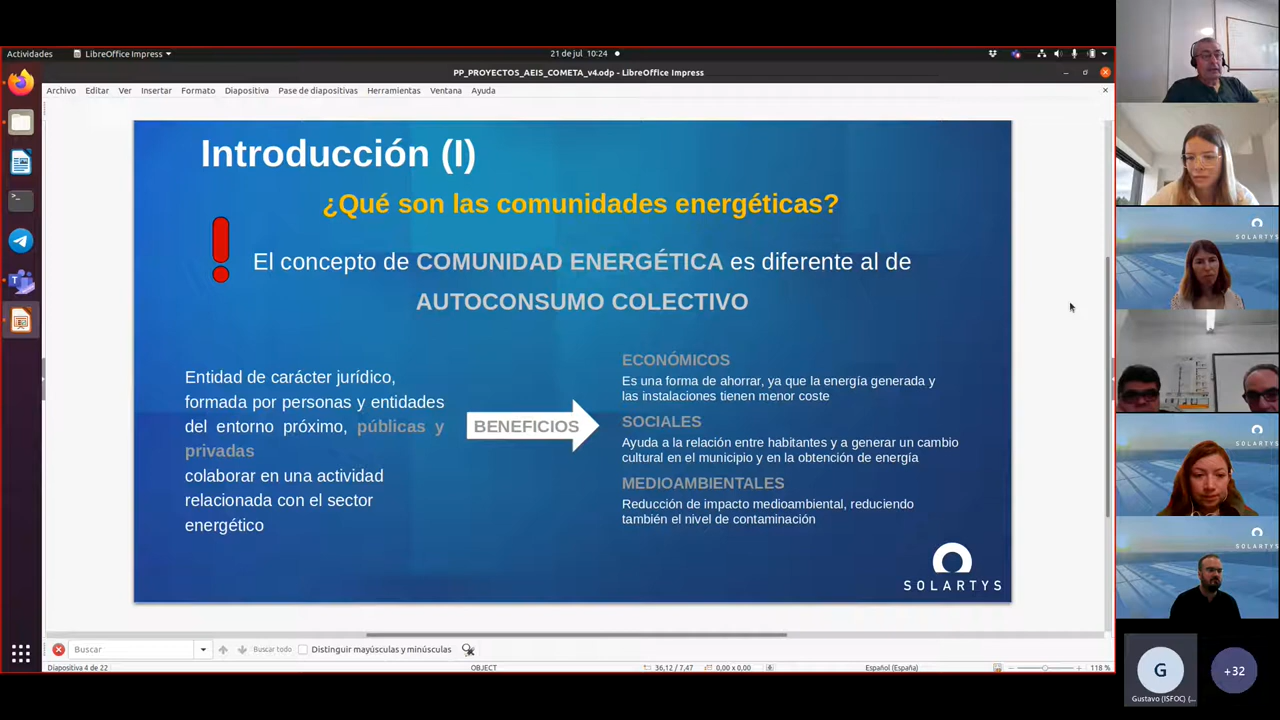 Actividades
LibreOffice Impress
21 de jul 10:24
PP_PROYECTOS_AEIS_COMETA_v4.odp - LibreOffice Impress
Archivo Editar Ver Insertar Formato Diapositiva Pase de diapositivas Herramientas Ventana Ayuda
Introducción (I)
¿Qué son las comunidades energéticas?
El concepto de COMUNIDAD ENERGÉTICA es diferente al de
AUTOCONSUMO COLECTIVO
Entidad de carácter jurídico,
formada por personas y entidades
del entorno próximo, públicas y
privadas
colaborar en una actividad
relacionada con el sector
energético
BENEFICIOS
ECONÓMICOS
Es una forma de ahorrar, ya que la energía generada y
las instalaciones tienen menor coste
SOCIALES
Ayuda a la relación entre habitantes y a generar un cambio
cultural en el municipio y en la obtención de energía
MEDIOAMBIENTALES
Reducción de impacto medioambiental, reduciendo
también el nivel de contaminación
SOLARTYS
Buscar
Buscar todo
Distinguir mayúsculas y minúsculas
Diapositiva 4 de 22
OBJECT
36,12 / 7,47
0,00 x 0,00
Español (España)
118 %
SOLARTYS
SOLARTYS
SOLARTYS
G
Gustavo (ISFOC) (...
+32